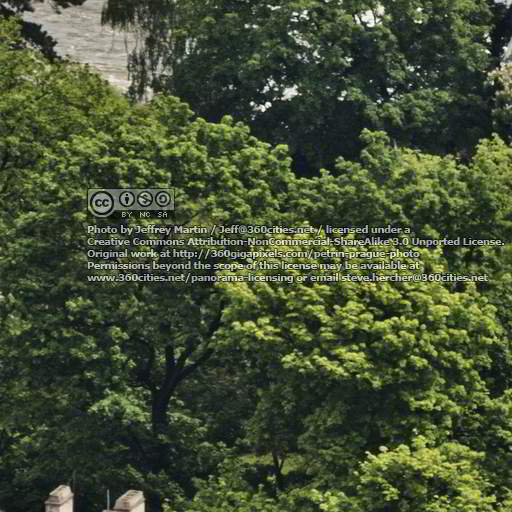 cc
BY NC SA
Photo by Jeffrey Martin / Jeff@360cities.net / licensed under a
Creative Commons Attribution-NonCommercial-ShareAlike 3.0 Unported License.
Original work at http://360gigapixels.com/petrin-prague-photo
Permissions beyond the scope of this license may be available at
www.360cities.net/panorama-licensing or email steve.hercher@360cities.net